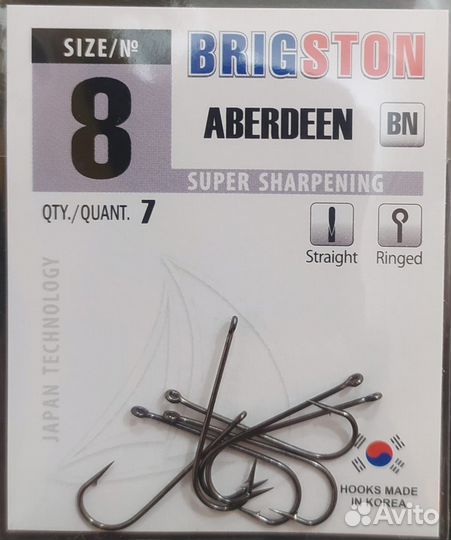 SIZE/№
8
BRIGSTON
ABERDEEN
BN
SUPER SHARPENING
QTY./QUANT. 7
Straight
Ringed
JAPAN TECHNOLOGY
HOOKS MADE
IN KOREA
Avito